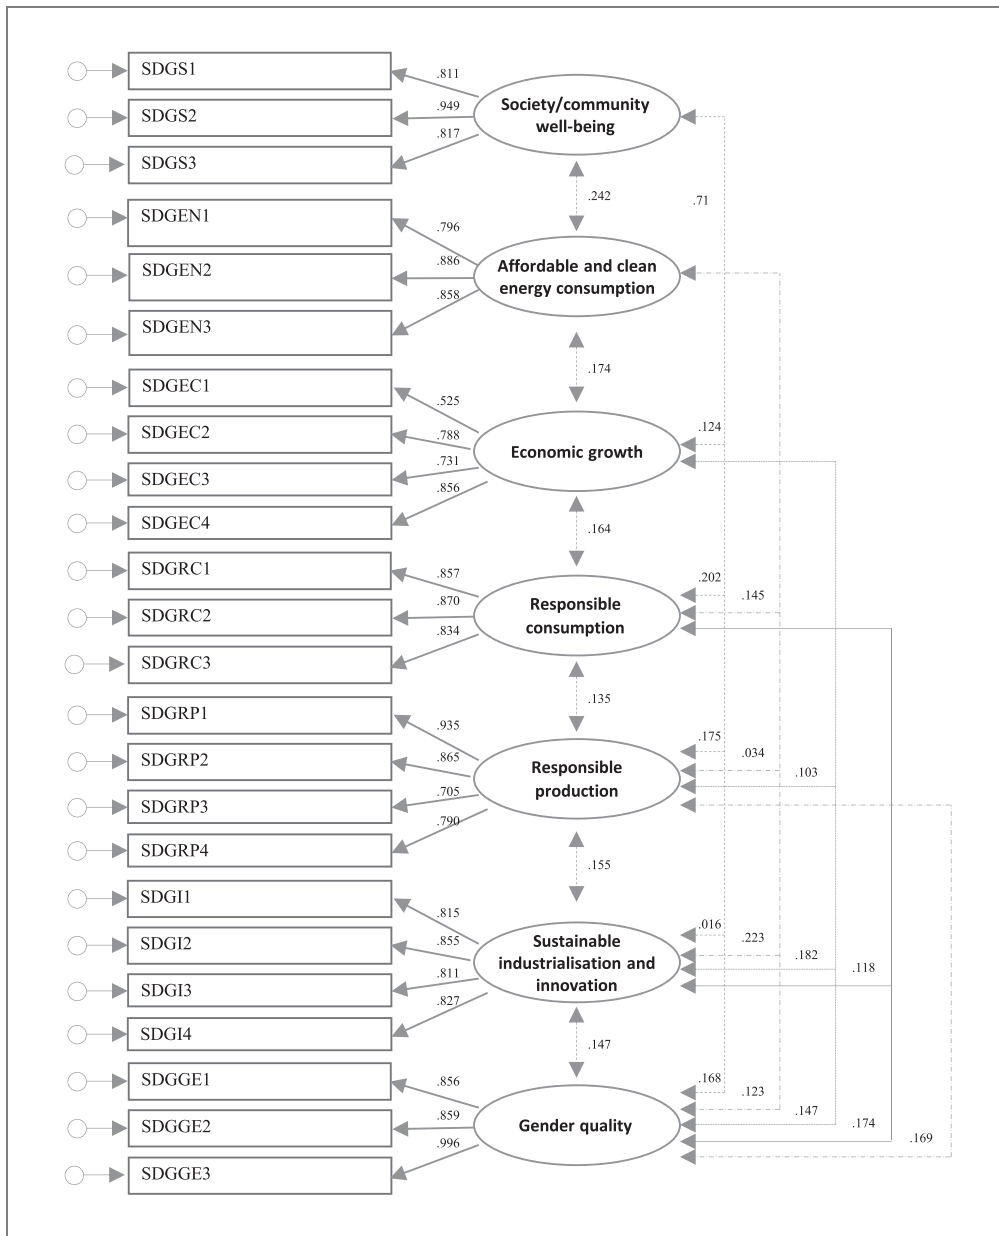 SDGS1
.811
SDGS2
.949
SDGS3
.817
Society/community
well-being
.242
.71
SDGEN1
.796
SDGEN2
.886
SDGEN3
.858
Affordable and clean
energy consumption
.174
SDGEC1
.525
SDGEC2
.788
SDGEC3
.731
SDGEC4
.856
Economic growth
.124
.164
SDGRC1
.857
SDGRC2
.870
SDGRC3
.834
Responsible
consumption
.202
.145
.135
SDGRP1
.935
SDGRP2
.865
SDGRP3
.705
SDGRP4
.790
Responsible
production
.175
.034
.103
.155
SDGI1
.815
SDGI2
.855
SDGI3
.811
SDGI4
.827
Sustainable
industrialisation and
innovation
.016
.223
.182
.118
.147
SDGGE1
.856
SDGGE2
.859
SDGGE3
.996
Gender quality
.168
.123
.147
.174
.169